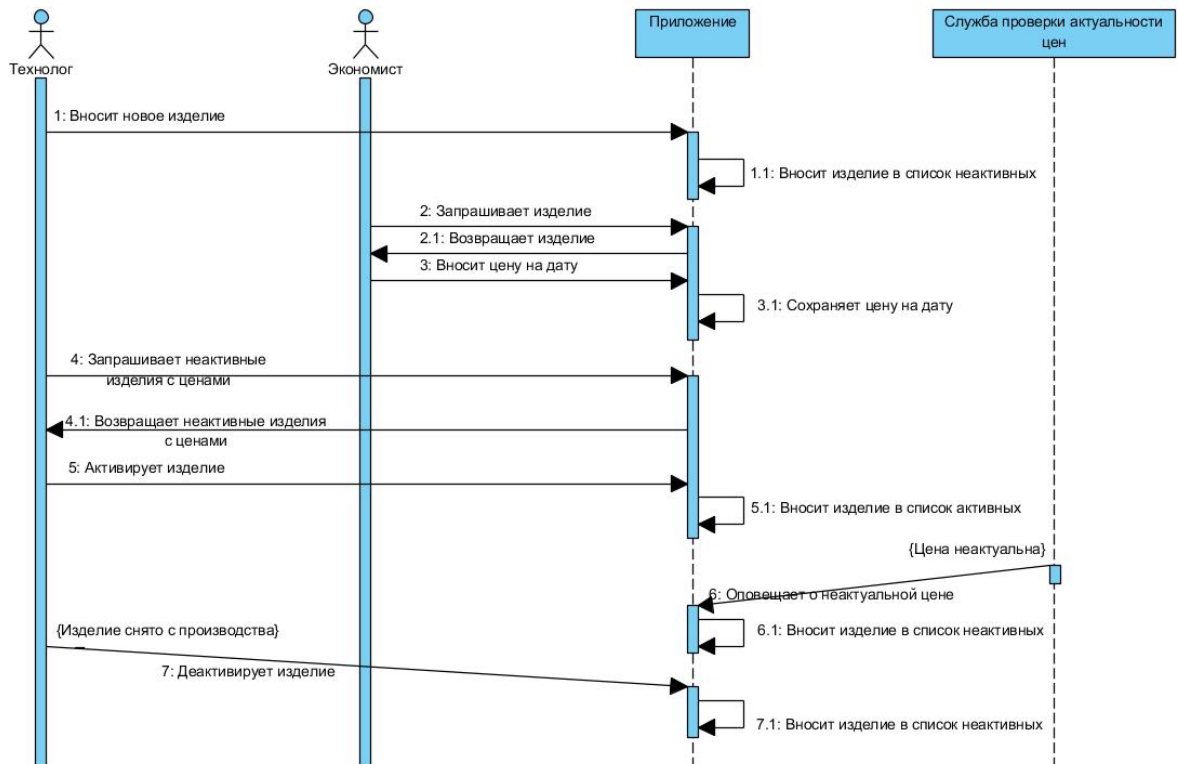 Технолог
Экономист
Приложение
Служба проверки актуальности
цен
1: Вносит новое изделие
1.1: Вносит изделие в список неактивных
2: Запрашивает изделие
2.1: Возвращает изделие
3: Вносит цену на дату
3.1: Сохраняет цену на дату
4: Запрашивает неактивные
изделия с ценами
4.1: Возвращает неактивные изделия
с ценами
5: Активирует изделие
5.1: Вносит изделие в список активных
{Цена неактуальна}
6: Оповещает о неактуальной цене
{Изделие снято с производства}
6.1: Вносит изделие в список неактивных
7: Деактивирует изделие
7.1: Вносит изделие в список неактивных